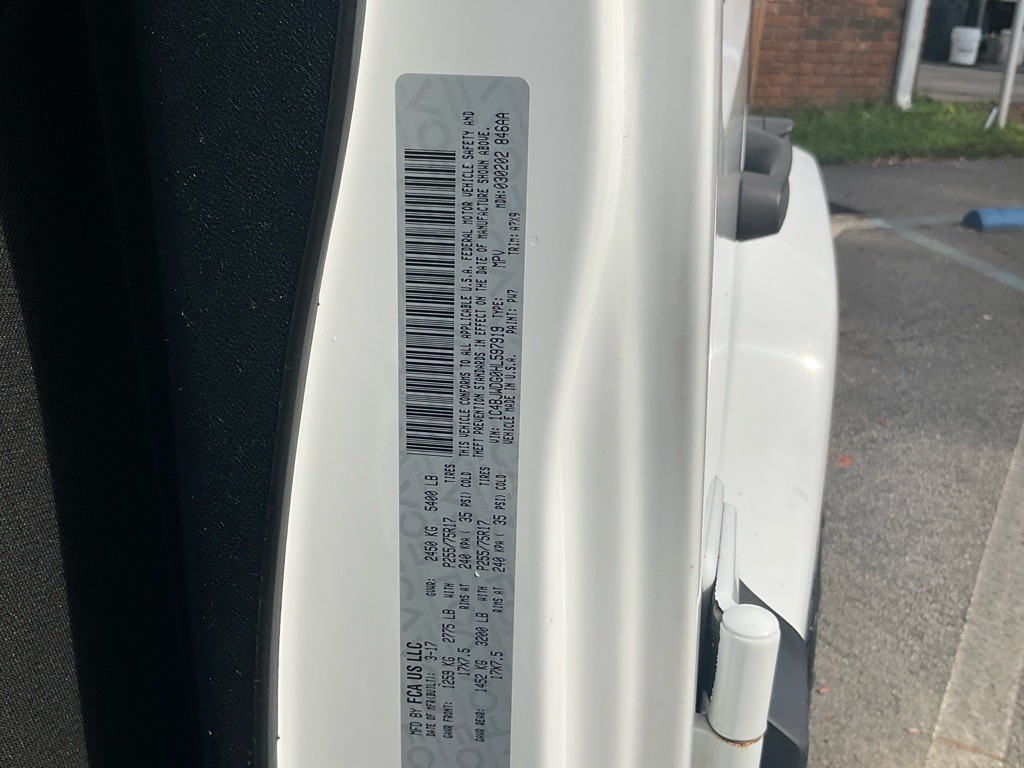 MFD BY FCA US LLC
DATE OF MFR(BUILT): 3-17 GVWR: 2450 KG 5400 LB
GAWR FRONT: 1259 KG 2775 LB WITH P255/75R17 TIRES
17X7.5 RIMS AT 240 KPA( 35 PSI) COLD
GAWR REAR: 1452 KG 3200 LB WITH P255/75R17 TIRES
17X7.5 RIMS AT 240 KPA( 35 PSI) COLD
THIS VEHICLE CONFORMS TO ALL APPLICABLE U.S.A. FEDERAL MOTOR VEHICLE SAFETY AND
THEFT PREVENTION STANDARDS IN EFFECT ON THE DATE OF MANUFACTURE SHOWN ABOVE.
VIN: 1C4BJWDG0HL597919 TYPE: MPV MDH:030202 846AA
VEHICLE MADE IN U.S.A. PAINT: PW7 TRIM: A7X9